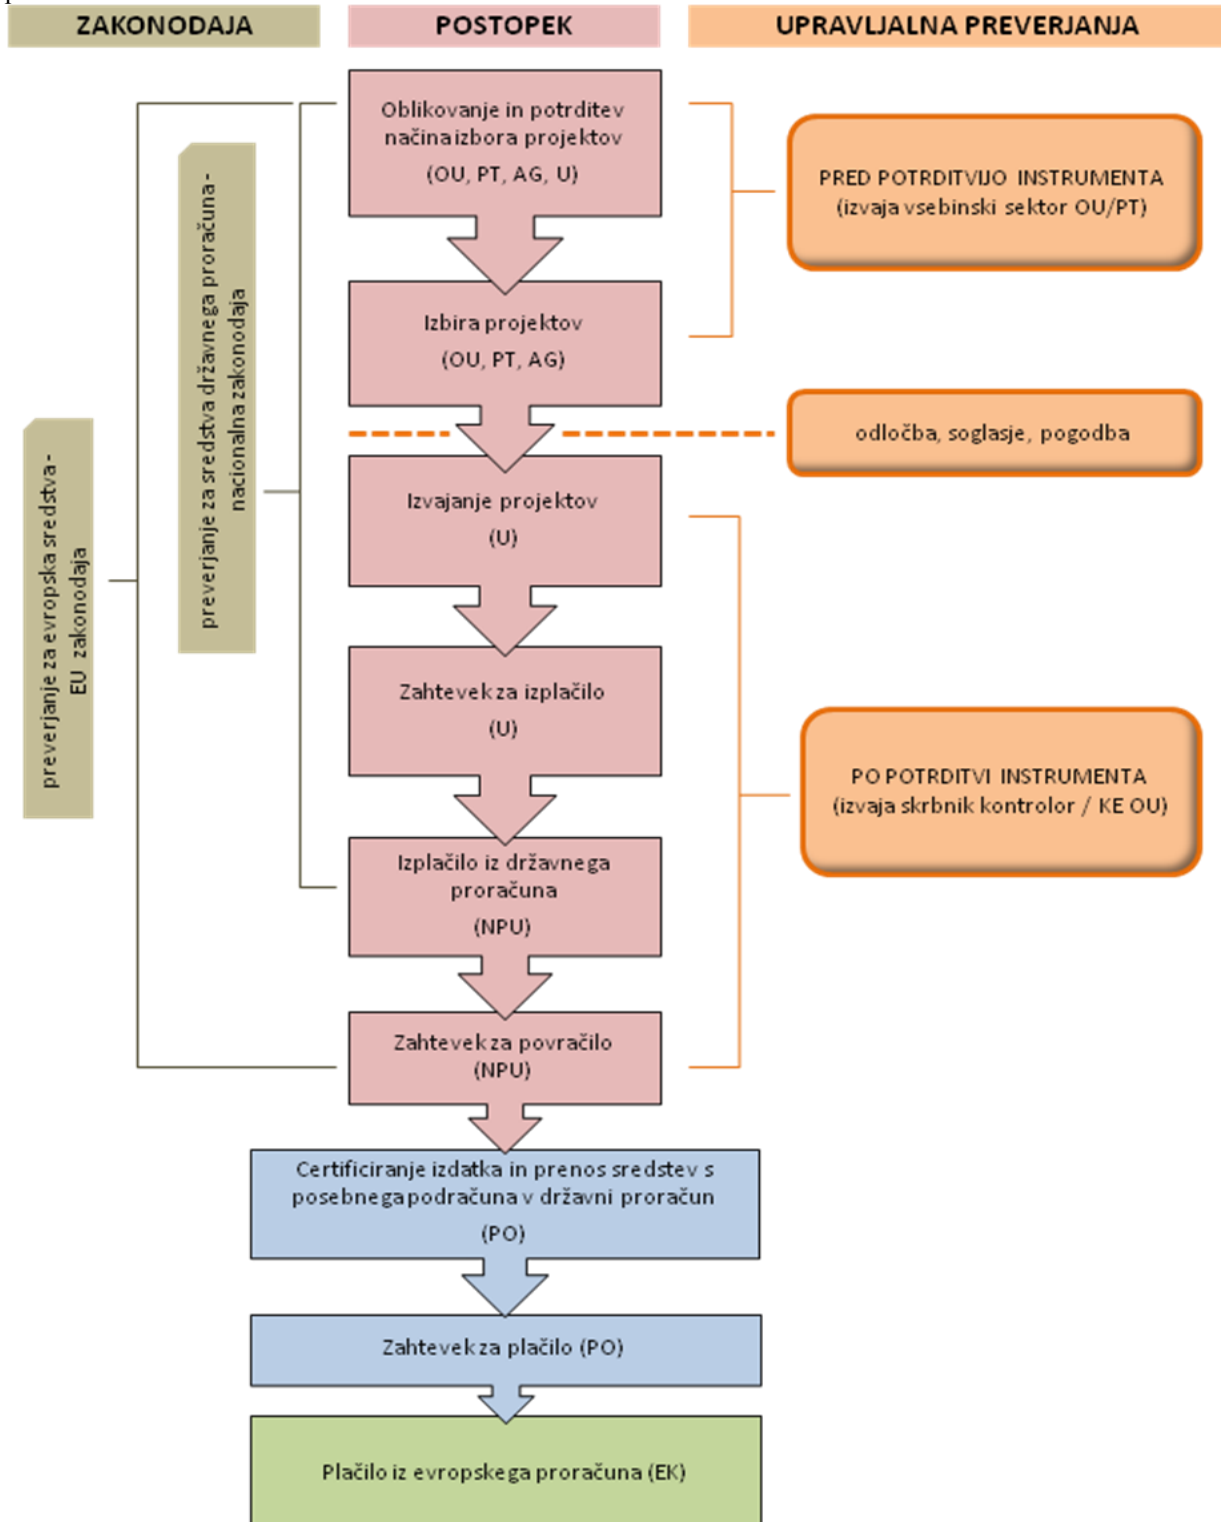 ZAKONODAJA
POSTOPEK
UPRAVLJALNA PREVERJANJA
Oblikovanje in potrditev
načina izbora projektov
(OU, PT, AG, U)
PRED POTRDITVIJO INSTRUMENTA
(izvaja vsebinski sektor OU/PT)
preverjanje za sredstva državnega proračuna-
nacionalna zakonodaja
Izbira projektov
(OU, PT, AG)
odločba, soglasje, pogodba
preverjanje za evropska sredstva-
EU zakonodaja
Izvajanje projektov
(U)
Zahtevek za izplačilo
(U)
PO POTRDITVI INSTRUMENTA
(izvaja skrbnik kontrolor / KE OU)
Izplačilo iz državnega
proračuna
(NPU)
Zahtevek za povračilo
(NPU)
Certificiranje izdatka in prenos sredstev s
posebnega podračuna v državni proračun
(PO)
Zahtevek za plačilo (PO)
Plačilo iz evropskega proračuna (EK)